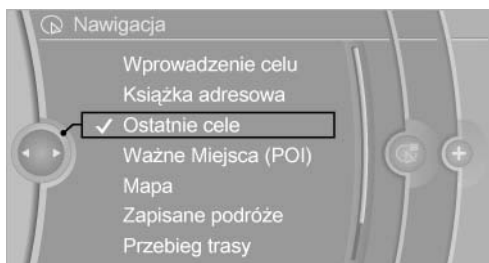 Nawigacja
Wprowadzenie celu
Książka adresowa
Ostatnie cele
Ważne Miejsca (POI)
Mapa
Zapisane podróże
Przebieg trasy